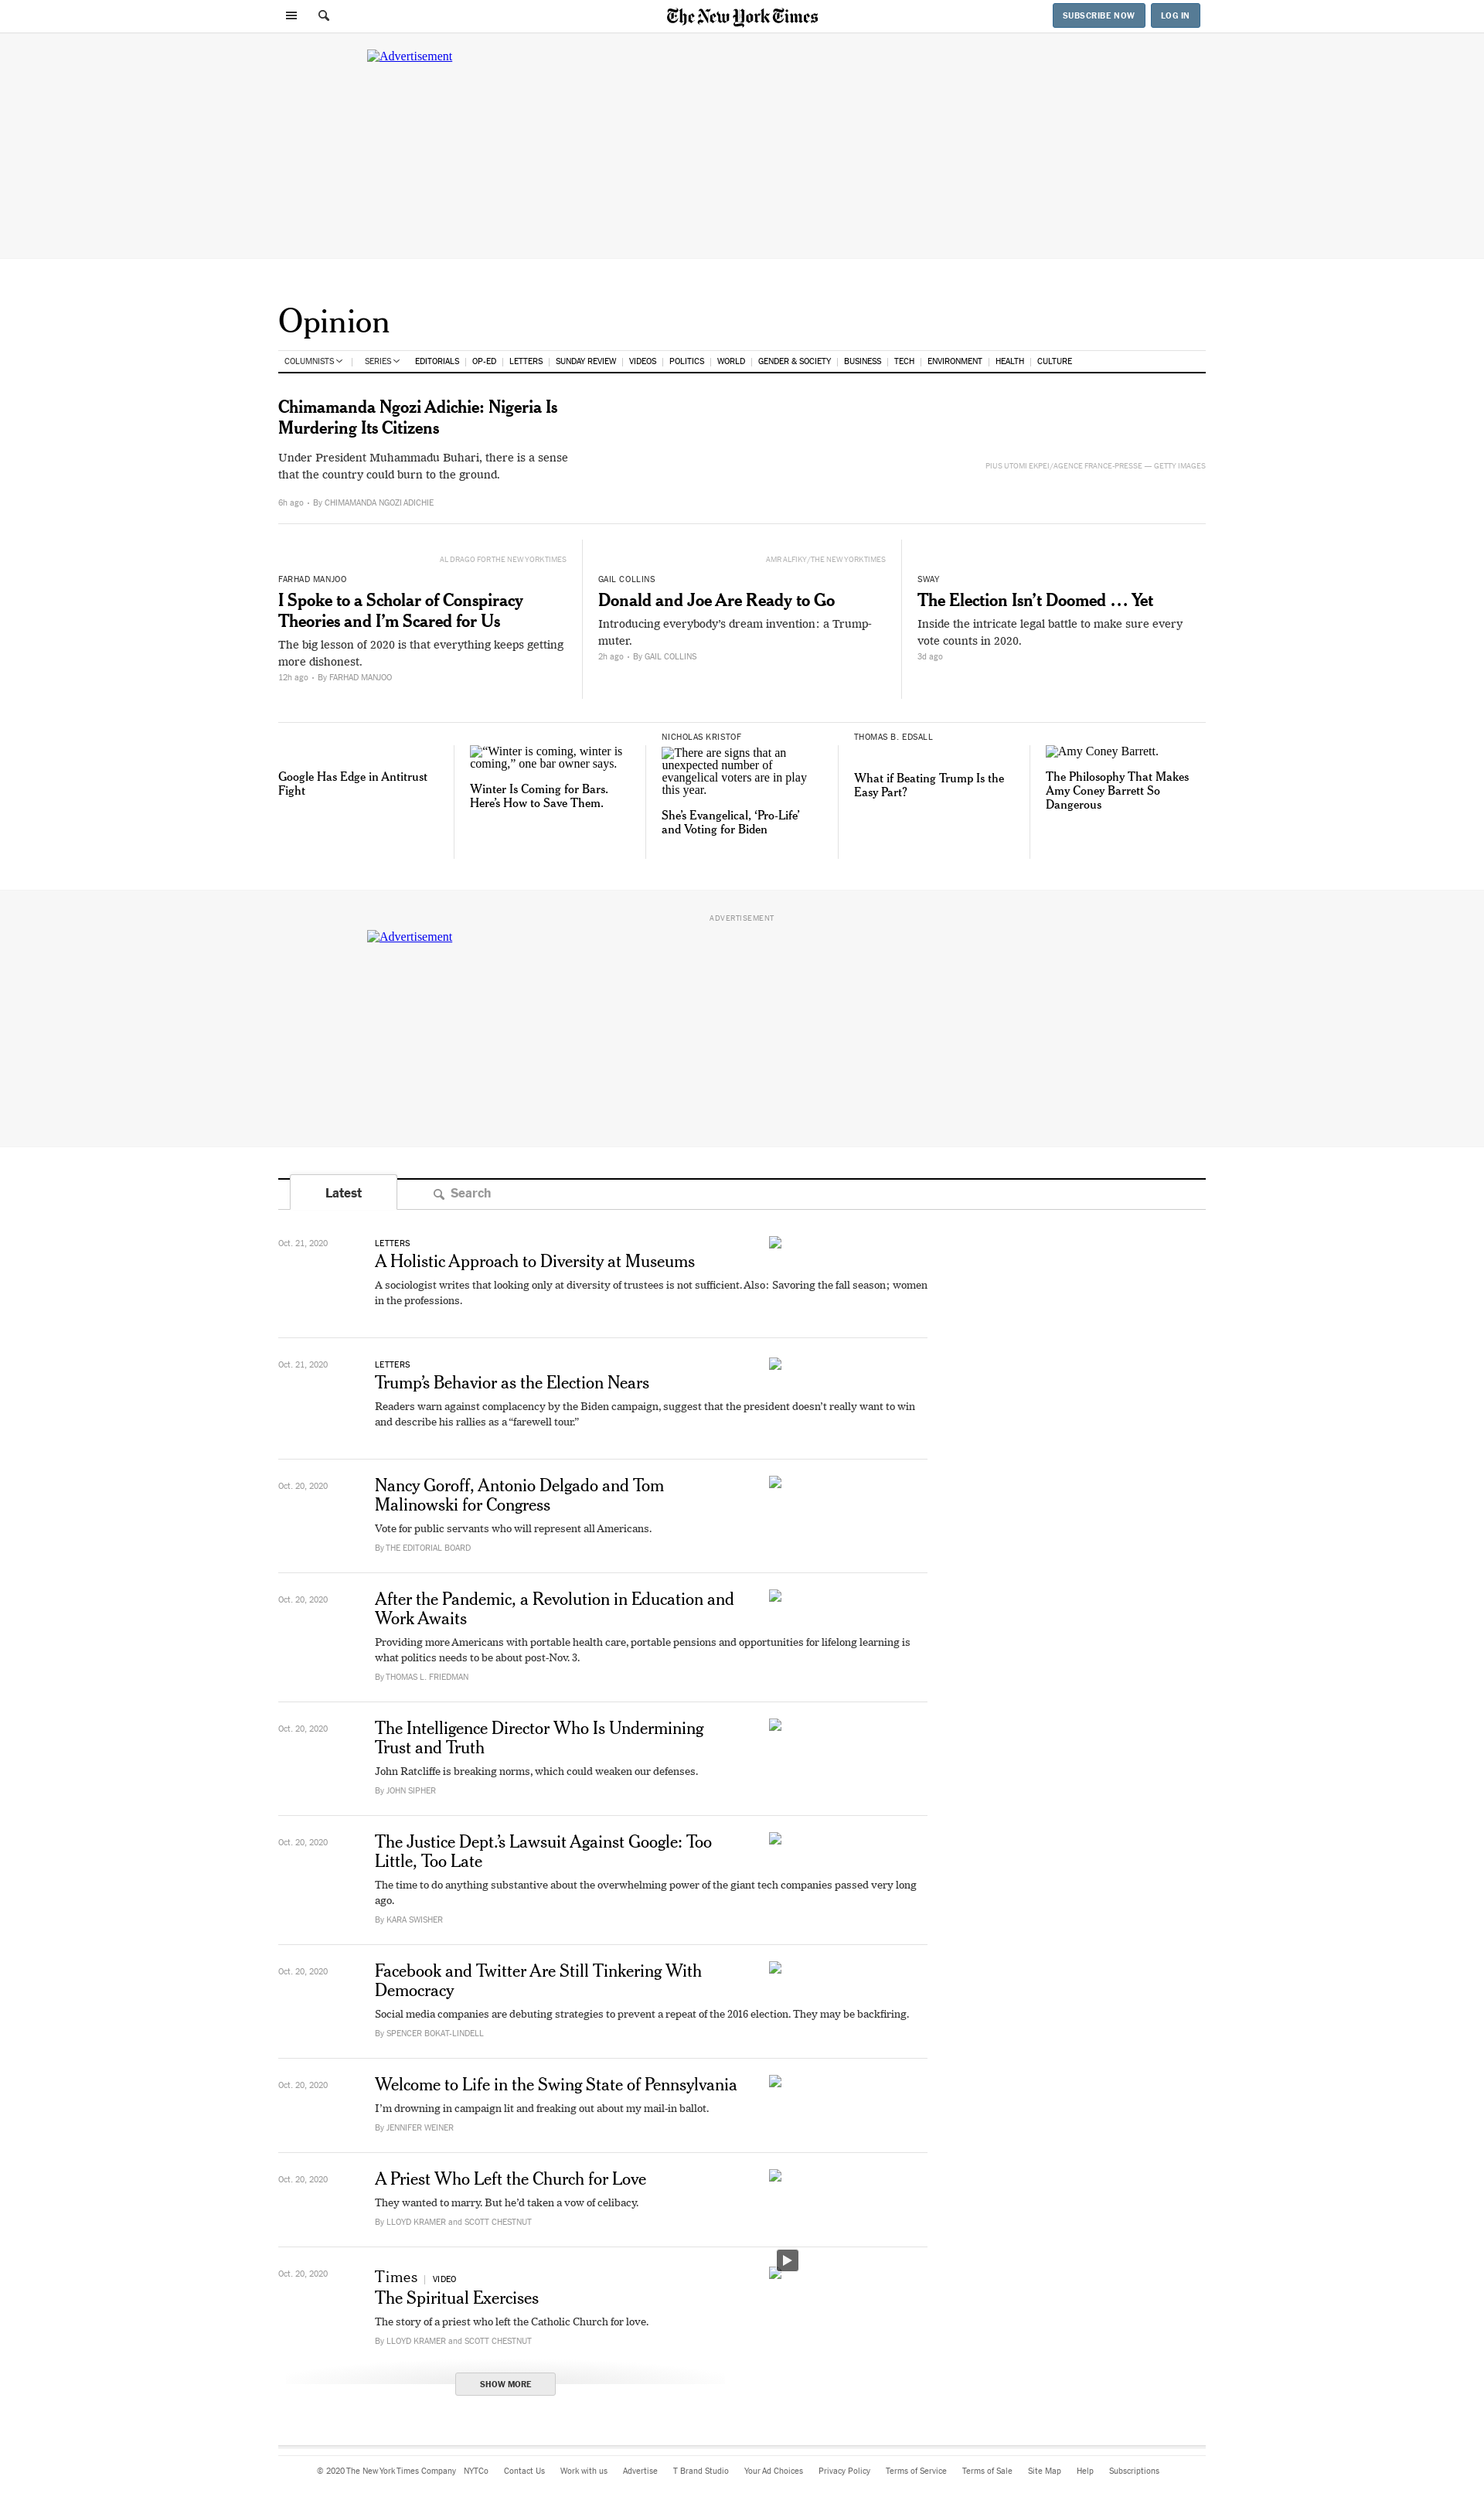 The New York Times
SUBSCRIBE NOW
LOG IN
Advertisement
Opinion
COLUMNISTS
SERIES
EDITORIALS
OP-ED
LETTERS
SUNDAY REVIEW
VIDEOS
POLITICS
WORLD
GENDER & SOCIETY
BUSINESS
TECH
ENVIRONMENT
HEALTH
CULTURE
Chimamanda Ngozi Adichie: Nigeria Is
Murdering Its Citizens
Under President Muhammadu Buhari, there is a sense
that the country could burn to the ground.
6h ago • By CHIMAMANDA NGOZI ADICHIE
PIUS UTOMI EKPEI/AGENCE FRANCE-PRESSE — GETTY IMAGES
AL DRAGO FOR THE NEW YORK TIMES
FARHAD MANJOO
I Spoke to a Scholar of Conspiracy
Theories and I’m Scared for Us
The big lesson of 2020 is that everything keeps getting
more dishonest.
12h ago • By FARHAD MANJOO
AMR ALFIKY/THE NEW YORK TIMES
GAIL COLLINS
Donald and Joe Are Ready to Go
Introducing everybody’s dream invention: a Trump-
muter.
2h ago • By GAIL COLLINS
SWAY
The Election Isn’t Doomed … Yet
Inside the intricate legal battle to make sure every
vote counts in 2020.
3d ago
Google Has Edge in Antitrust
Fight
“Winter is coming, winter is
coming,” one bar owner says.
Winter Is Coming for Bars.
Here’s How to Save Them.
NICHOLAS KRISTOF
There are signs that an
unexpected number of
evangelical voters are in play
this year.
She’s Evangelical, ‘Pro-Life’
and Voting for Biden
THOMAS B. EDSALL
What if Beating Trump Is the
Easy Part?
Amy Coney Barrett.
The Philosophy That Makes
Amy Coney Barrett So
Dangerous
ADVERTISEMENT
Advertisement
Latest
Search
Oct. 21, 2020
LETTERS
A Holistic Approach to Diversity at Museums
A sociologist writes that looking only at diversity of trustees is not sufficient. Also: Savoring the fall season; women
in the professions.
Oct. 21, 2020
LETTERS
Trump’s Behavior as the Election Nears
Readers warn against complacency by the Biden campaign, suggest that the president doesn’t really want to win
and describe his rallies as a “farewell tour.”
Oct. 20, 2020
Nancy Goroff, Antonio Delgado and Tom
Malinowski for Congress
Vote for public servants who will represent all Americans.
By THE EDITORIAL BOARD
Oct. 20, 2020
After the Pandemic, a Revolution in Education and
Work Awaits
Providing more Americans with portable health care, portable pensions and opportunities for lifelong learning is
what politics needs to be about post-Nov. 3.
By THOMAS L. FRIEDMAN
Oct. 20, 2020
The Intelligence Director Who Is Undermining
Trust and Truth
John Ratcliffe is breaking norms, which could weaken our defenses.
By JOHN SIPHER
Oct. 20, 2020
The Justice Dept.’s Lawsuit Against Google: Too
Little, Too Late
The time to do anything substantive about the overwhelming power of the giant tech companies passed very long
ago.
By KARA SWISHER
Oct. 20, 2020
Facebook and Twitter Are Still Tinkering With
Democracy
Social media companies are debuting strategies to prevent a repeat of the 2016 election. They may be backfiring.
By SPENCER BOKAT-LINDELL
Oct. 20, 2020
Welcome to Life in the Swing State of Pennsylvania
I’m drowning in campaign lit and freaking out about my mail-in ballot.
By JENNIFER WEINER
Oct. 20, 2020
A Priest Who Left the Church for Love
They wanted to marry. But he’d taken a vow of celibacy.
By LLOYD KRAMER and SCOTT CHESTNUT
Oct. 20, 2020
Times | VIDEO
The Spiritual Exercises
The story of a priest who left the Catholic Church for love.
By LLOYD KRAMER and SCOTT CHESTNUT
SHOW MORE
© 2020 The New York Times Company NYTCo Contact Us Work with us Advertise T Brand Studio Your Ad Choices Privacy Policy Terms of Service Terms of Sale Site Map Help Subscriptions